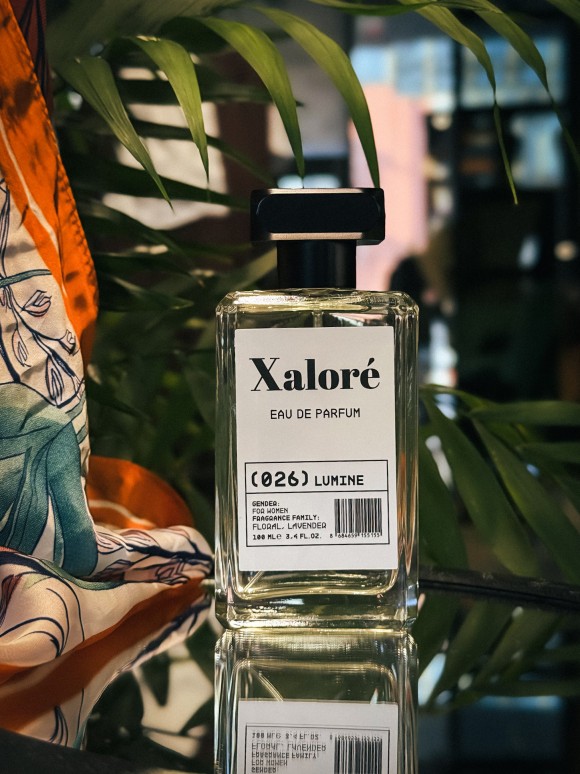 Xaloré
EAU DE PARFUM
(026) LUMINE
GENDER:
FOR WOMEN
FRAGRANCE FAMILY:
FLORAL, LAVENDER
100 ML℮ 3.4 FL.OZ.